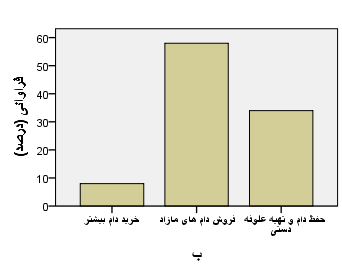 فراوانی (درصد)
60
50
40
30
20
10
0
خرید دام بیشتر
فروش دام های مازاد
حفظ دام و تهیه علوفه
دستی
ب